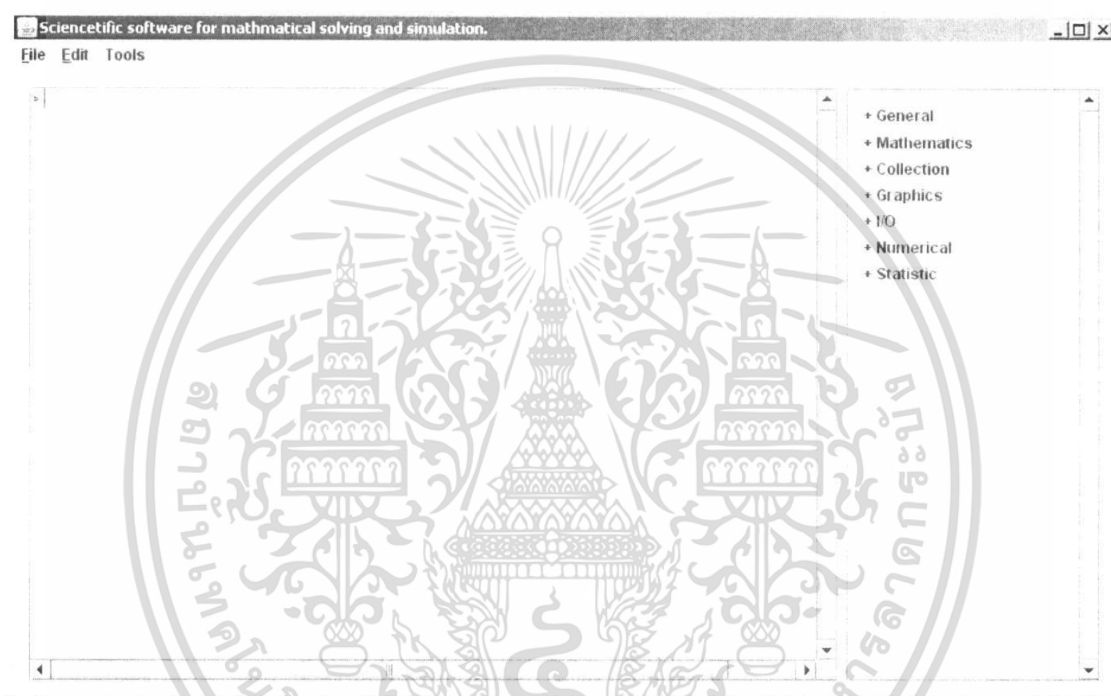 Sciencetific software for mathmatical solving and simulation.
File Edit Tools
>
+ General
+ Mathematics
+ Collection
+ Graphics
+ I/O
+ Numerical
+ Statistic